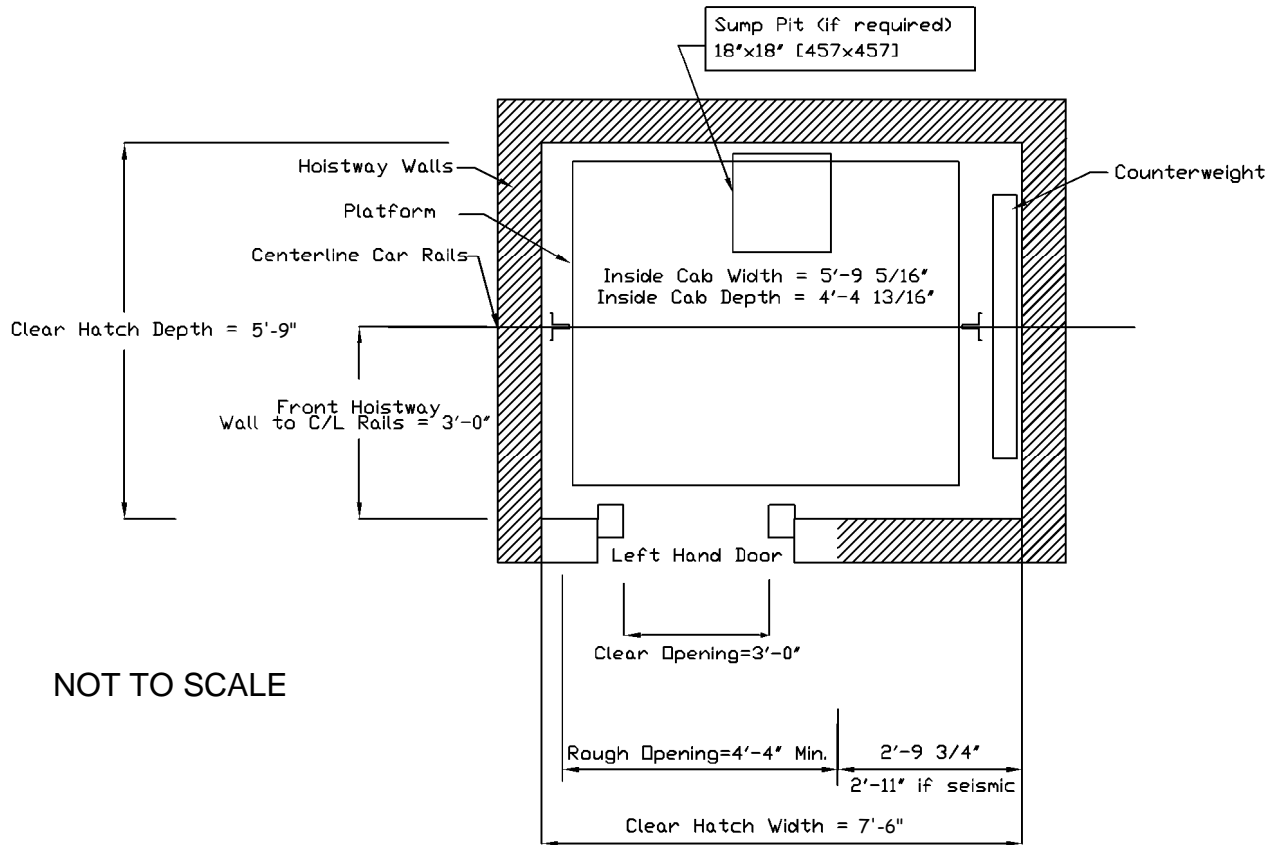 Sump Pit (if required)
18"x18" [457x457]
Hoistway Walls
Counterweight
Platform
Centerline Car Rails
Inside Cab Width = 5'-9 5/16"
Inside Cab Depth = 4'-4 13/16"
Clear Hatch Depth = 5'-9"
Front Hoistway
Wall to C/L Rails = 3'-0"
Left Hand Door
Clear Opening=3'-0"
NOT TO SCALE
Rough Opening=4'-4" Min.
2'-9 3/4"
2'-11" if seismic
Clear Hatch Width = 7'-6"